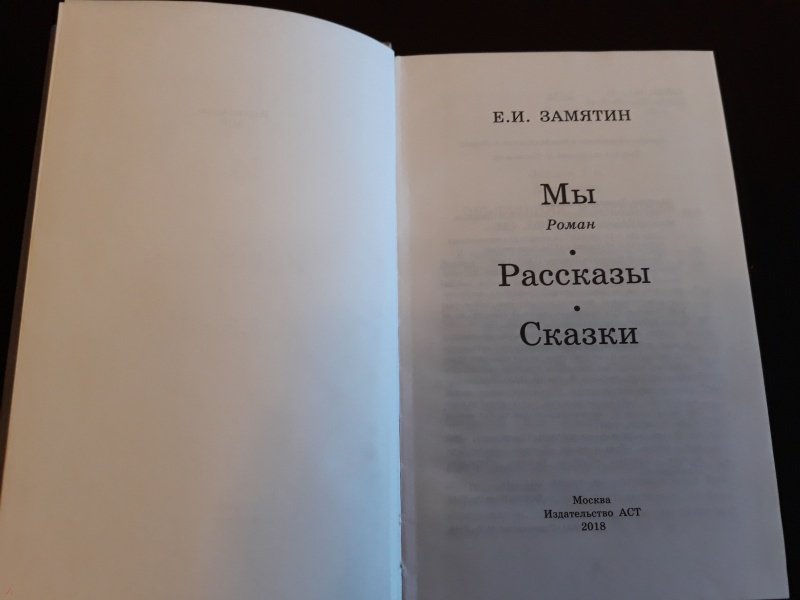 Е.И. ЗАМЯТИН
Мы
Роман
•
Рассказы
•
Сказки
Москва
Издательство АСТ
2018